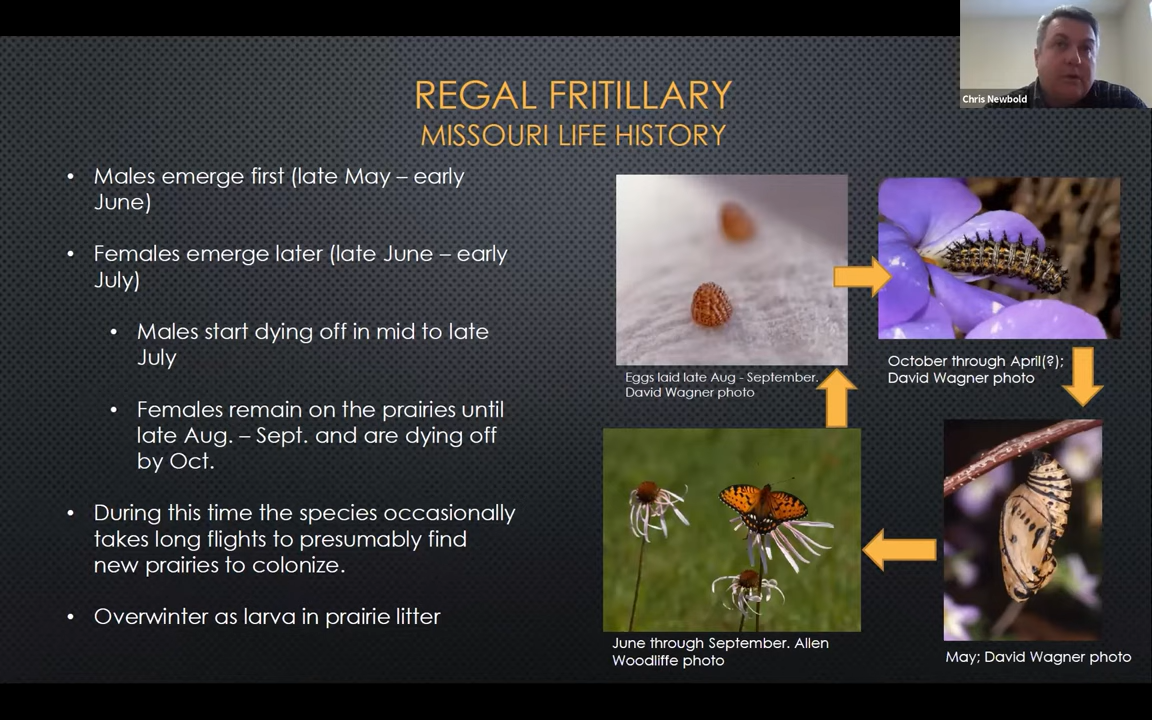 Chris Newbold
REGAL FRITILLARY
MISSOURI LIFE HISTORY
• Males emerge first (late May – early
June)
• Females emerge later (late June – early
July)
• Males start dying off in mid to late
July
• Females remain on the prairies until
late Aug. – Sept. and are dying off
by Oct.
• During this time the species occasionally
takes long flights to presumably find
new prairies to colonize.
• Overwinter as larva in prairie litter
Eggs laid late Aug - September.
David Wagner photo
October through April(?);
David Wagner photo
June through September. Allen
Woodliffe photo
May; David Wagner photo